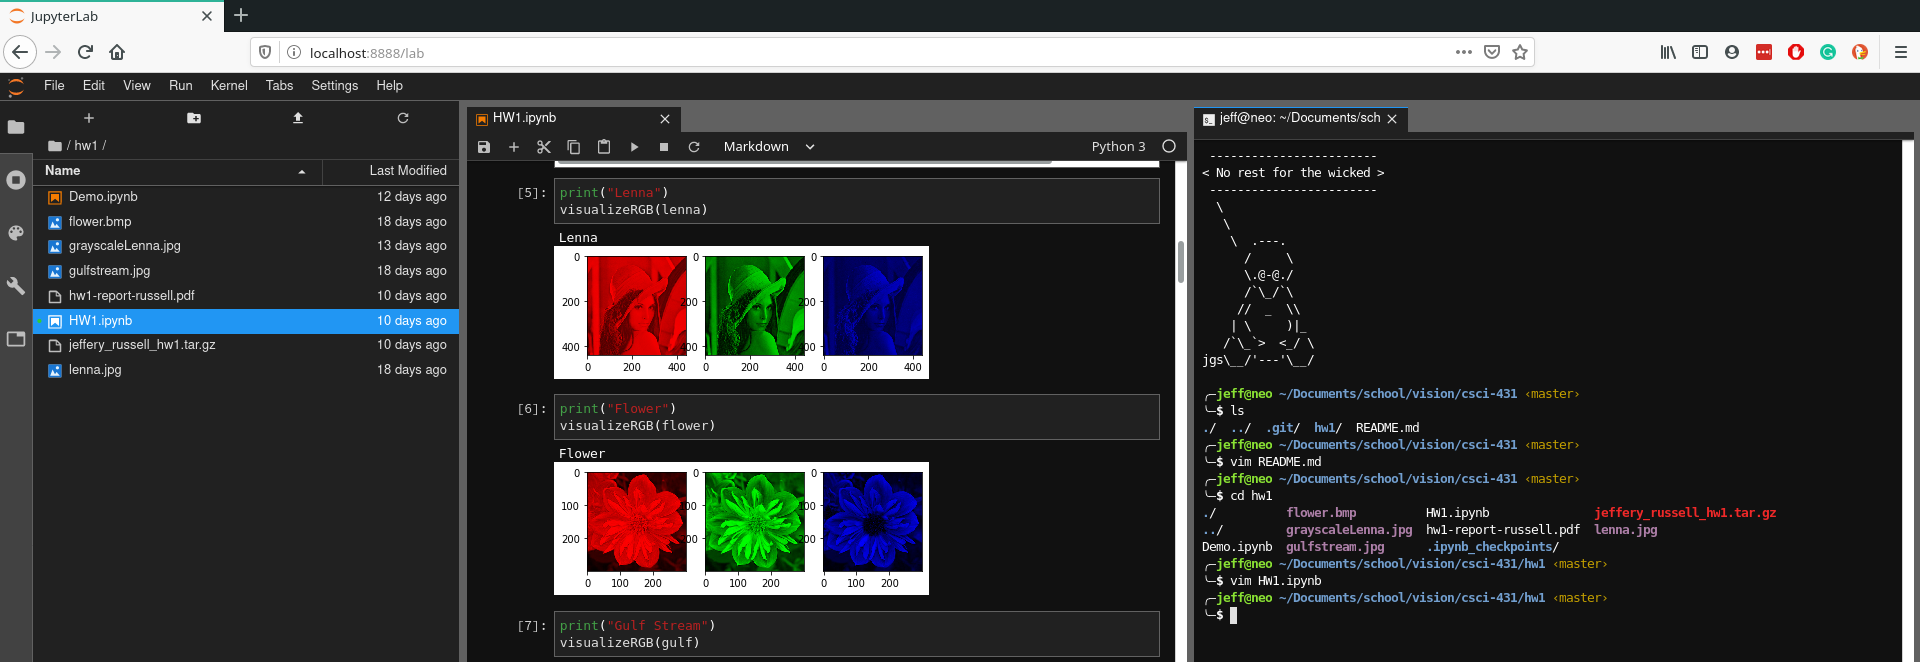 JupyterLab
localhost:8888/lab
File Edit View Run Kernel Tabs Settings Help
/ hw1 /
Name Last Modified
Demo.ipynb 12 days ago
flower.bmp 18 days ago
grayscaleLenna.jpg 13 days ago
gulfstream.jpg 18 days ago
hw1-report-russell.pdf 10 days ago
HW1.ipynb 10 days ago
jeffery_russell_hw1.tar.gz 10 days ago
lenna.jpg 18 days ago
HW1.ipynb
Markdown Python 3
[5]: print("Lenna")
visualizeRGB(lenna)
Lenna
0 0 0
200 200 200
400 400 400
0 200 400 0 200 400 0 200 400
[6]: print("Flower")
visualizeRGB(flower)
Flower
0 0 0
100 100 100
200 200 200
0 100 200 0 100 200 0 200
[7]: print("Gulf Stream")
visualizeRGB(gulf)
jeff@neo: ~/Documents/sch
------------------------
< No rest for the wicked >
------------------------
\
\
\  .---.
/     \
\.@-@./
/`\_/`\
//  _  \\
| \     )|_
/`\_`>  <_/ \
jgs\__/'---'\__/
╭─jeff@neo ~/Documents/school/vision/csci-431 ‹master›
╰─$ ls
./  ../  .git/  hw1/  README.md
╭─jeff@neo ~/Documents/school/vision/csci-431 ‹master›
╰─$ vim README.md
╭─jeff@neo ~/Documents/school/vision/csci-431 ‹master›
╰─$ cd hw1
./ flower.bmp HW1.ipynb jeffery_russell_hw1.tar.gz
../ grayscaleLenna.jpg hw1-report-russell.pdf lenna.jpg
Demo.ipynb gulfstream.jpg .ipynb_checkpoints/
╭─jeff@neo ~/Documents/school/vision/csci-431/hw1 ‹master›
╰─$ vim HW1.ipynb
╭─jeff@neo ~/Documents/school/vision/csci-431/hw1 ‹master›
╰─$